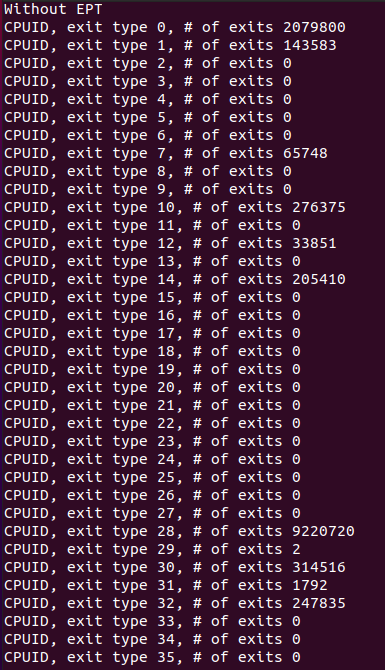 Without EPT
CPUID, exit type 0, # of exits 2079800
CPUID, exit type 1, # of exits 143583
CPUID, exit type 2, # of exits 0
CPUID, exit type 3, # of exits 0
CPUID, exit type 4, # of exits 0
CPUID, exit type 5, # of exits 0
CPUID, exit type 6, # of exits 0
CPUID, exit type 7, # of exits 65748
CPUID, exit type 8, # of exits 0
CPUID, exit type 9, # of exits 0
CPUID, exit type 10, # of exits 276375
CPUID, exit type 11, # of exits 0
CPUID, exit type 12, # of exits 33851
CPUID, exit type 13, # of exits 0
CPUID, exit type 14, # of exits 205410
CPUID, exit type 15, # of exits 0
CPUID, exit type 16, # of exits 0
CPUID, exit type 17, # of exits 0
CPUID, exit type 18, # of exits 0
CPUID, exit type 19, # of exits 0
CPUID, exit type 20, # of exits 0
CPUID, exit type 21, # of exits 0
CPUID, exit type 22, # of exits 0
CPUID, exit type 23, # of exits 0
CPUID, exit type 24, # of exits 0
CPUID, exit type 25, # of exits 0
CPUID, exit type 26, # of exits 0
CPUID, exit type 27, # of exits 0
CPUID, exit type 28, # of exits 9220720
CPUID, exit type 29, # of exits 2
CPUID, exit type 30, # of exits 314516
CPUID, exit type 31, # of exits 1792
CPUID, exit type 32, # of exits 247835
CPUID, exit type 33, # of exits 0
CPUID, exit type 34, # of exits 0
CPUID, exit type 35, # of exits 0